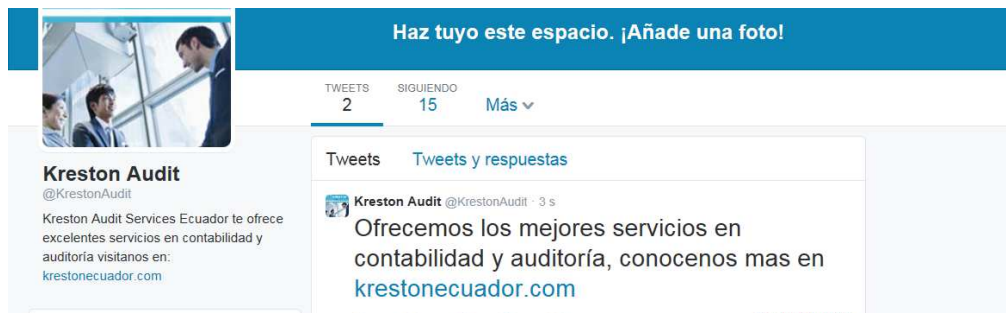 Haz tuyo este espacio. ¡Añade una foto!
TWEETS SIGUIENDO
2 15 Más
Kreston Audit
@KrestonAudit
Kreston Audit Services Ecuador te ofrece
excelentes servicios en contabilidad y
auditoría visitanos en:
krestonecuador.com
Tweets Tweets y respuestas
Kreston Audit @KrestonAudit · 3 s
Ofrecemos los mejores servicios en
contabilidad y auditoría, conocenos mas en
krestonecuador.com